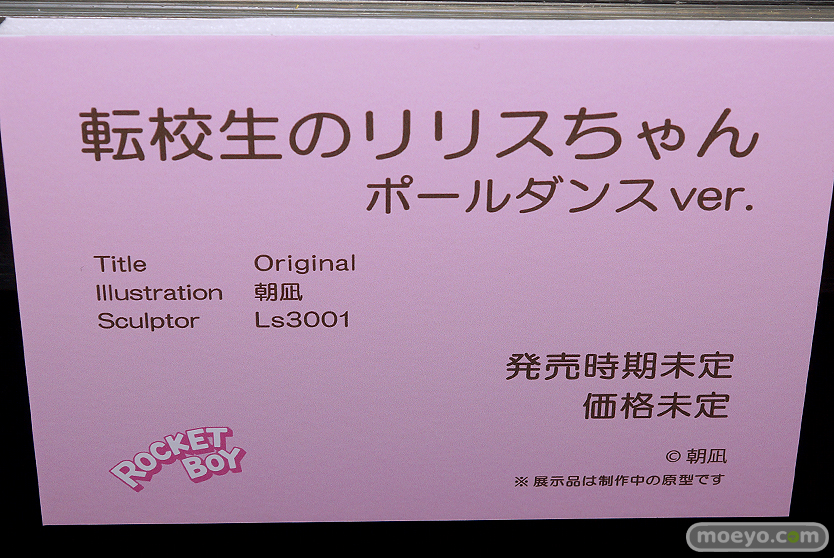 転校生のリリスちゃん
ポールダンスver.
Title Original
Illustration 朝凪
Sculptor Ls3001
発売時期未定
価格未定
ROCKET
BOY
© 朝凪
※展示品は制作中の原型です
moeyo.com